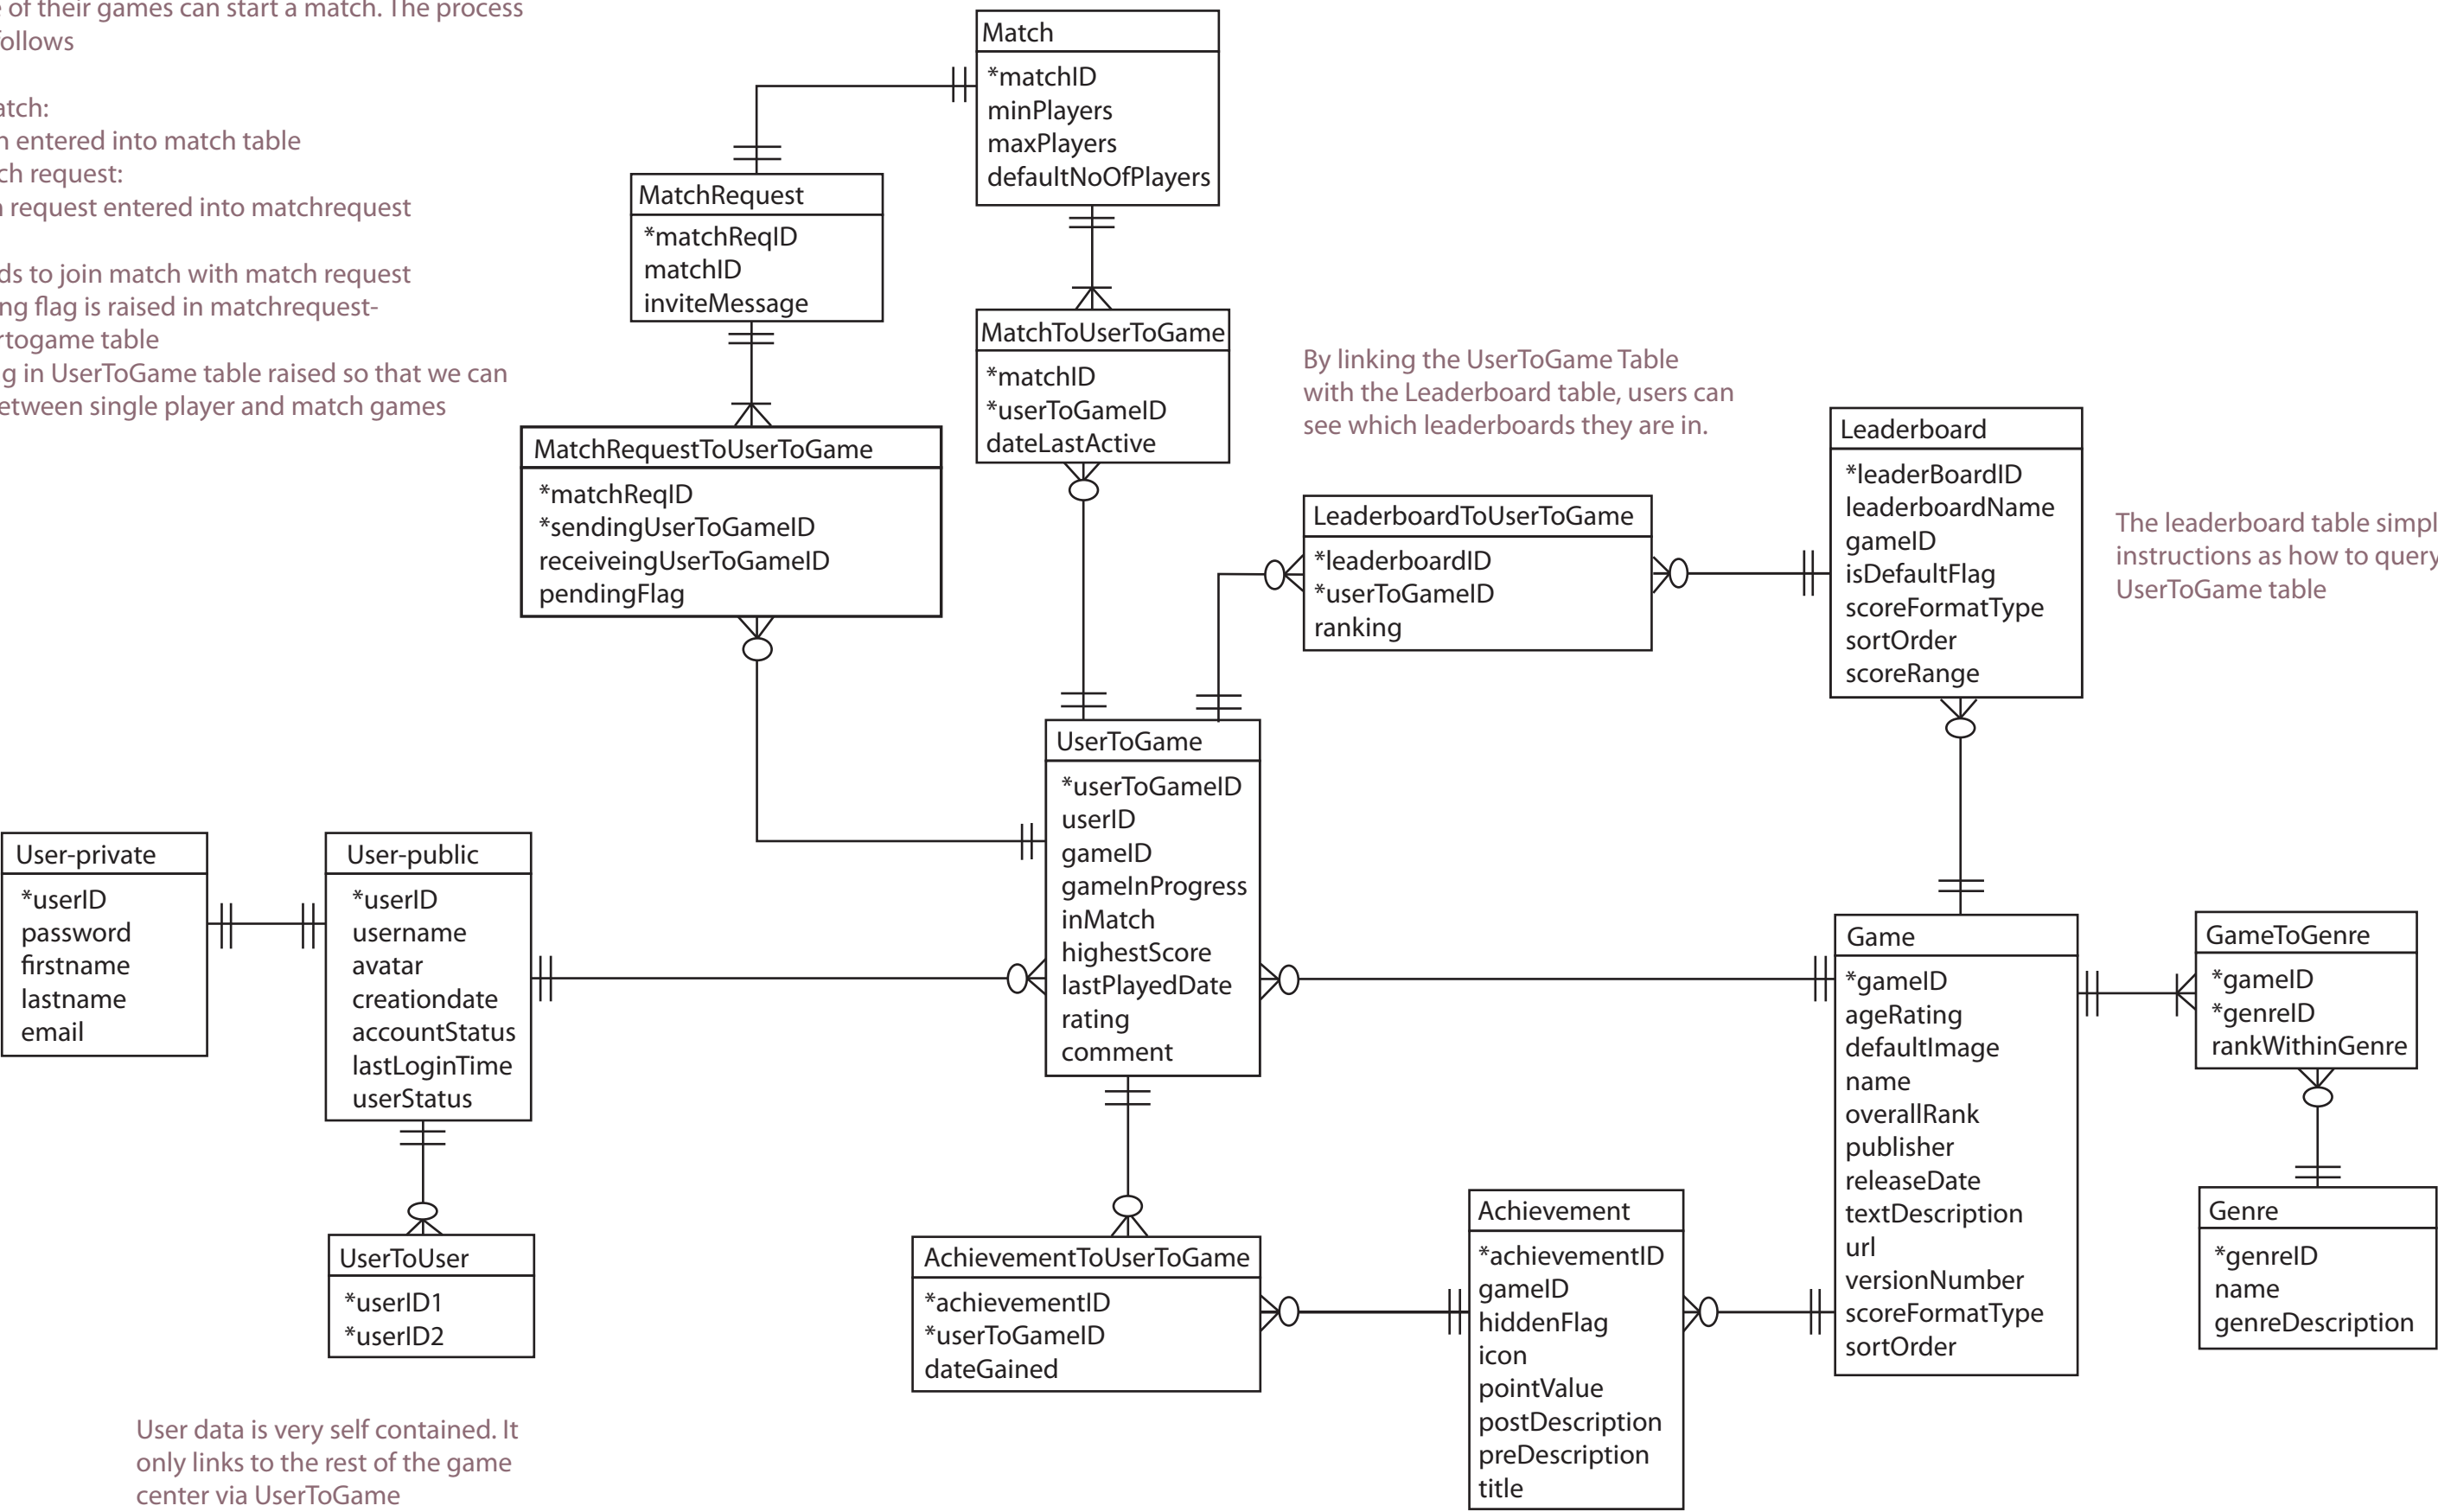 of their games can start a match. The process
follows
atch:
entered into match table
ch request:
request entered into matchrequest
ds to join match with match request
ng flag is raised in matchrequest-
rtogame table
g in UserToGame table raised so that we can
between single player and match games
Match
*matchID
minPlayers
maxPlayers
defaultNoOfPlayers
MatchRequest
*matchReqID
matchID
inviteMessage
MatchToUserToGame
*matchID
*userToGameID
dateLastActive
By linking the UserToGame Table
with the Leaderboard table, users can
see which leaderboards they are in.
MatchRequestToUserToGame
*matchReqID
*sendingUserToGameID
receiveingUserToGameID
pendingFlag
LeaderboardToUserToGame
*leaderboardID
*userToGameID
ranking
Leaderboard
*leaderBoardID
leaderboardName
gameID
isDefaultFlag
scoreFormatType
sortOrder
scoreRange
The leaderboard table simpl
instructions as how to query
UserToGame table
UserToGame
*userToGameID
userID
gameID
gameInProgress
inMatch
highestScore
lastPlayedDate
rating
comment
User-private
*userID
password
firstname
lastname
email
User-public
*userID
username
avatar
creationdate
accountStatus
lastLoginTime
userStatus
Game
*gameID
ageRating
defaultImage
name
overallRank
publisher
releaseDate
textDescription
url
versionNumber
scoreFormatType
sortOrder
GameToGenre
*gameID
*genreID
rankWithinGenre
Genre
*genreID
name
genreDescription
UserToUser
*userID1
*userID2
AchievementToUserToGame
*achievementID
*userToGameID
dateGained
Achievement
*achievementID
gameID
hiddenFlag
icon
pointValue
postDescription
preDescription
title
User data is very self contained. It
only links to the rest of the game
center via UserToGame